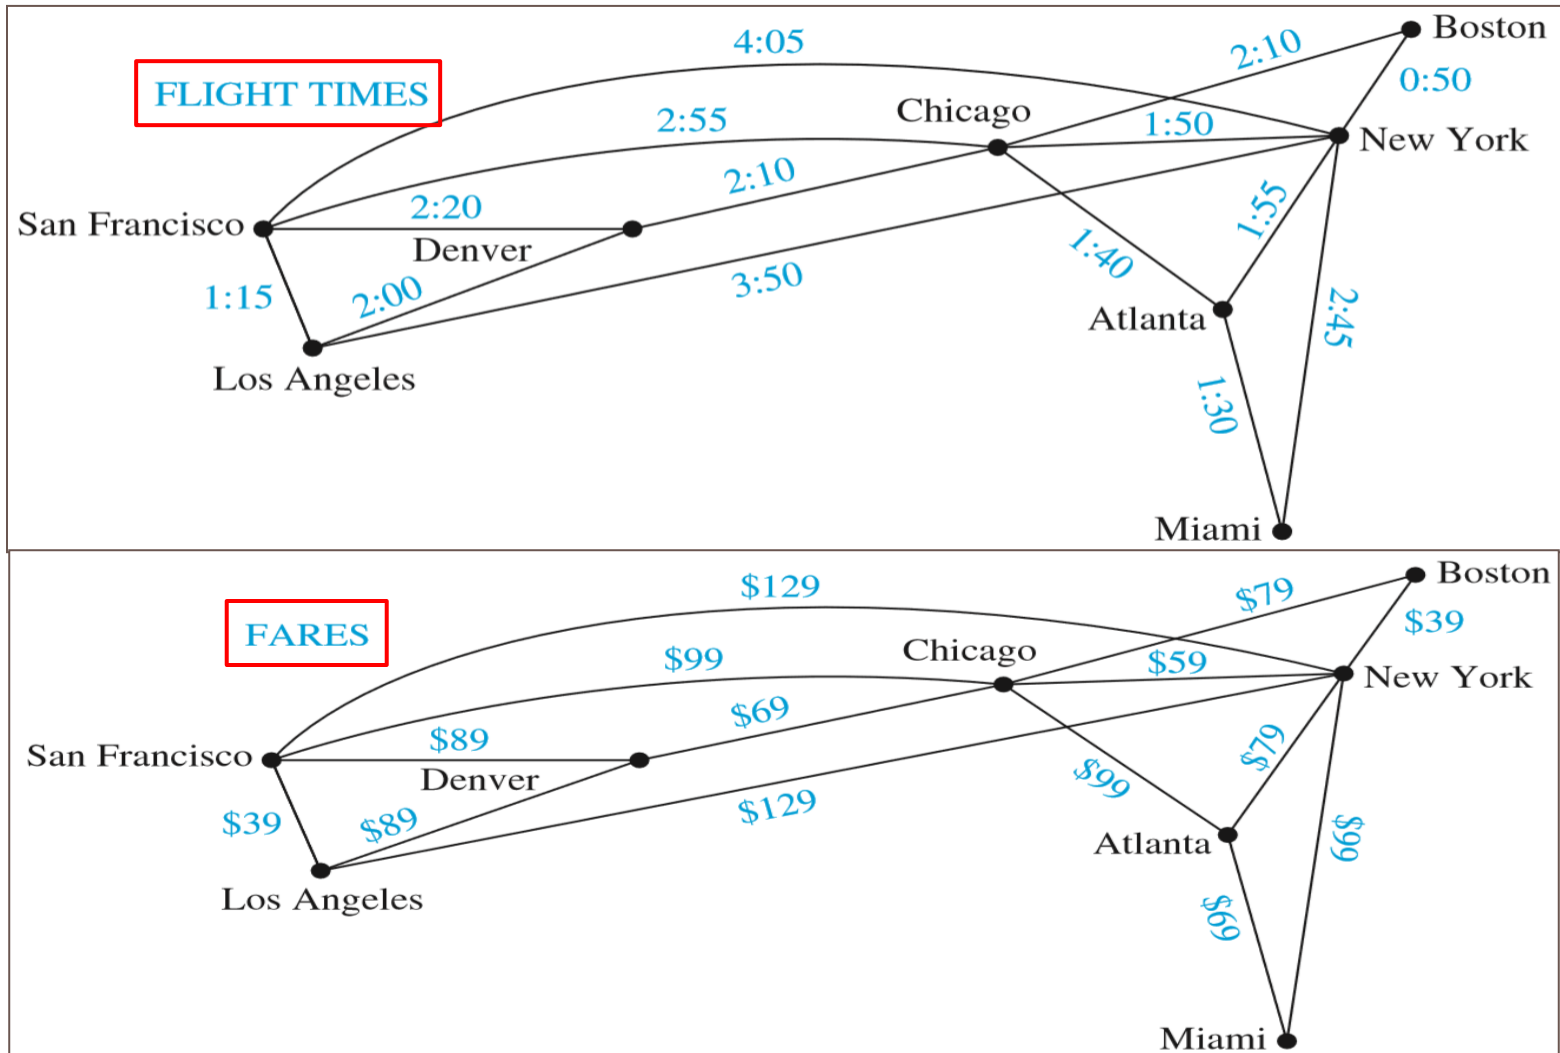 4:05
2:10
Boston
FLIGHT TIMES
0:50
Chicago
2:55
1:50
New York
2:10
2:20
San Francisco
Denver
1:55
1:40
3:50
1:15
2:00
Atlanta
2:45
Los Angeles
1:30
Miami
$129
$79
Boston
FARES
$39
Chicago
$99
$59
New York
$69
$89
San Francisco
Denver
$79
$99
$129
$39
$89
Atlanta
$99
Los Angeles
$69
Miami